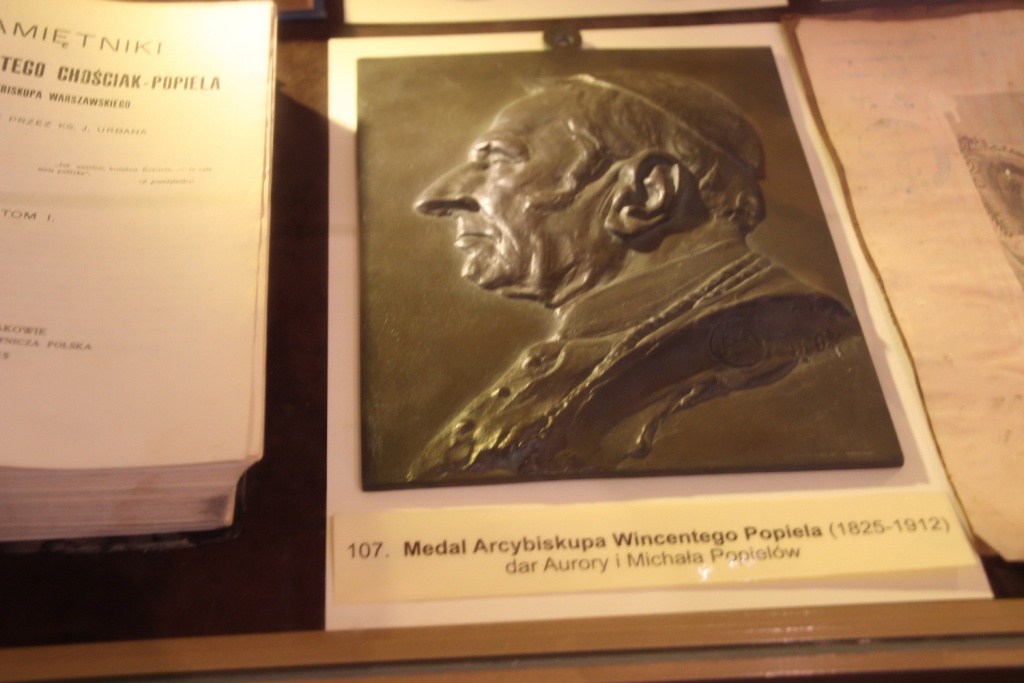 AMIĘTNIKI
TEGO CHOŚCIAK-POPIELA
BISKUPA WARSZAWSKIEGO
PRZEZ KS. J. URBANA
TOM I.
AKOWIE
WNICZA POLSKA
107. Medal Arcybiskupa Wincentego Popiela (1825-1912)
dar Aurory i Michała Popielów